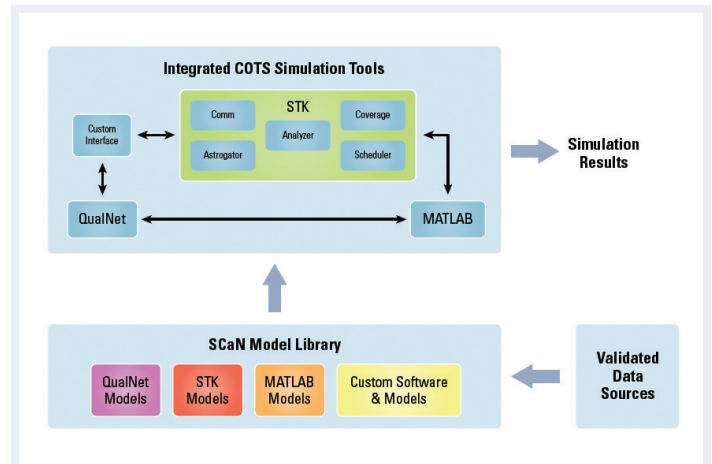 Integrated COTS Simulation Tools
STK
Comm
Coverage
Analyzer
Astrogator
Scheduler
Custom
Interface
QualNet
MATLAB
Simulation
Results
SCaN Model Library
QualNet
Models
STK
Models
MATLAB
Models
Custom Software
& Models
Validated
Data
Sources